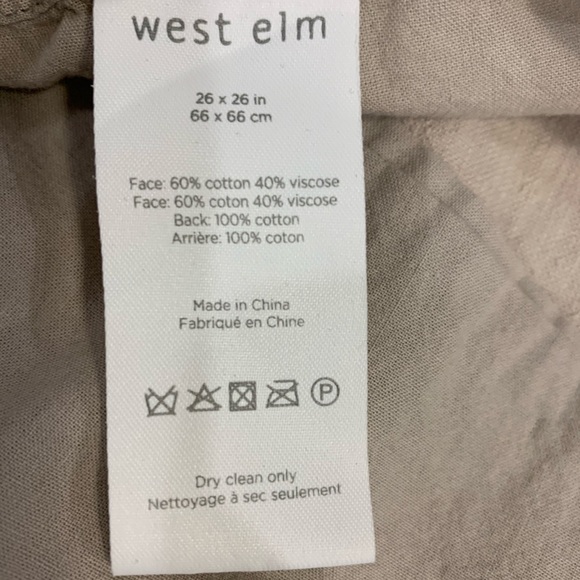 west elm
26 x 26 in
66 x 66 cm
Face: 60% cotton 40% viscose
Face: 60% coton 40% viscose
Back: 100% cotton
Arrière: 100% coton
Made in China
Fabriqué en Chine
P
Dry clean only
Nettoyage à sec seulement